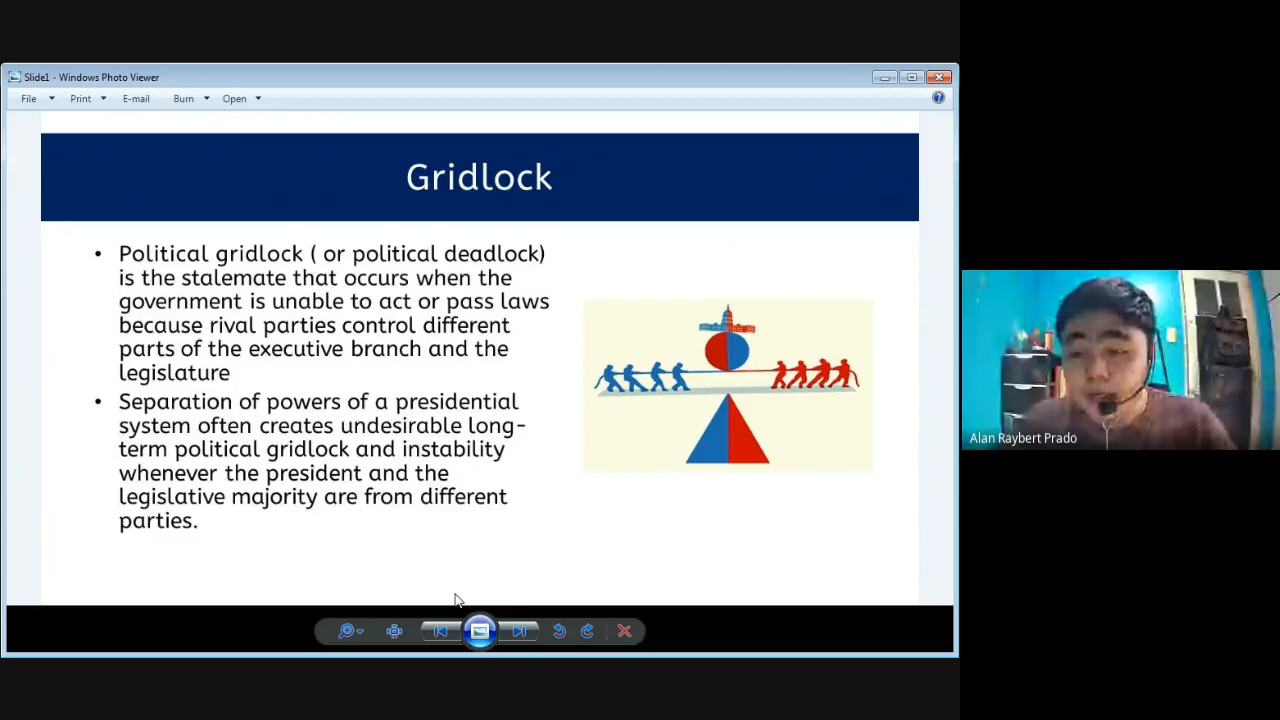 Slide1 - Windows Photo Viewer
File Print E-mail Burn Open
Gridlock
• Political gridlock ( or political deadlock)
is the stalemate that occurs when the
government is unable to act or pass laws
because rival parties control different
parts of the executive branch and the
legislature
• Separation of powers of a presidential
system often creates undesirable long-
term political gridlock and instability
whenever the president and the
legislative majority are from different
parties.
Alan Raybert Prado